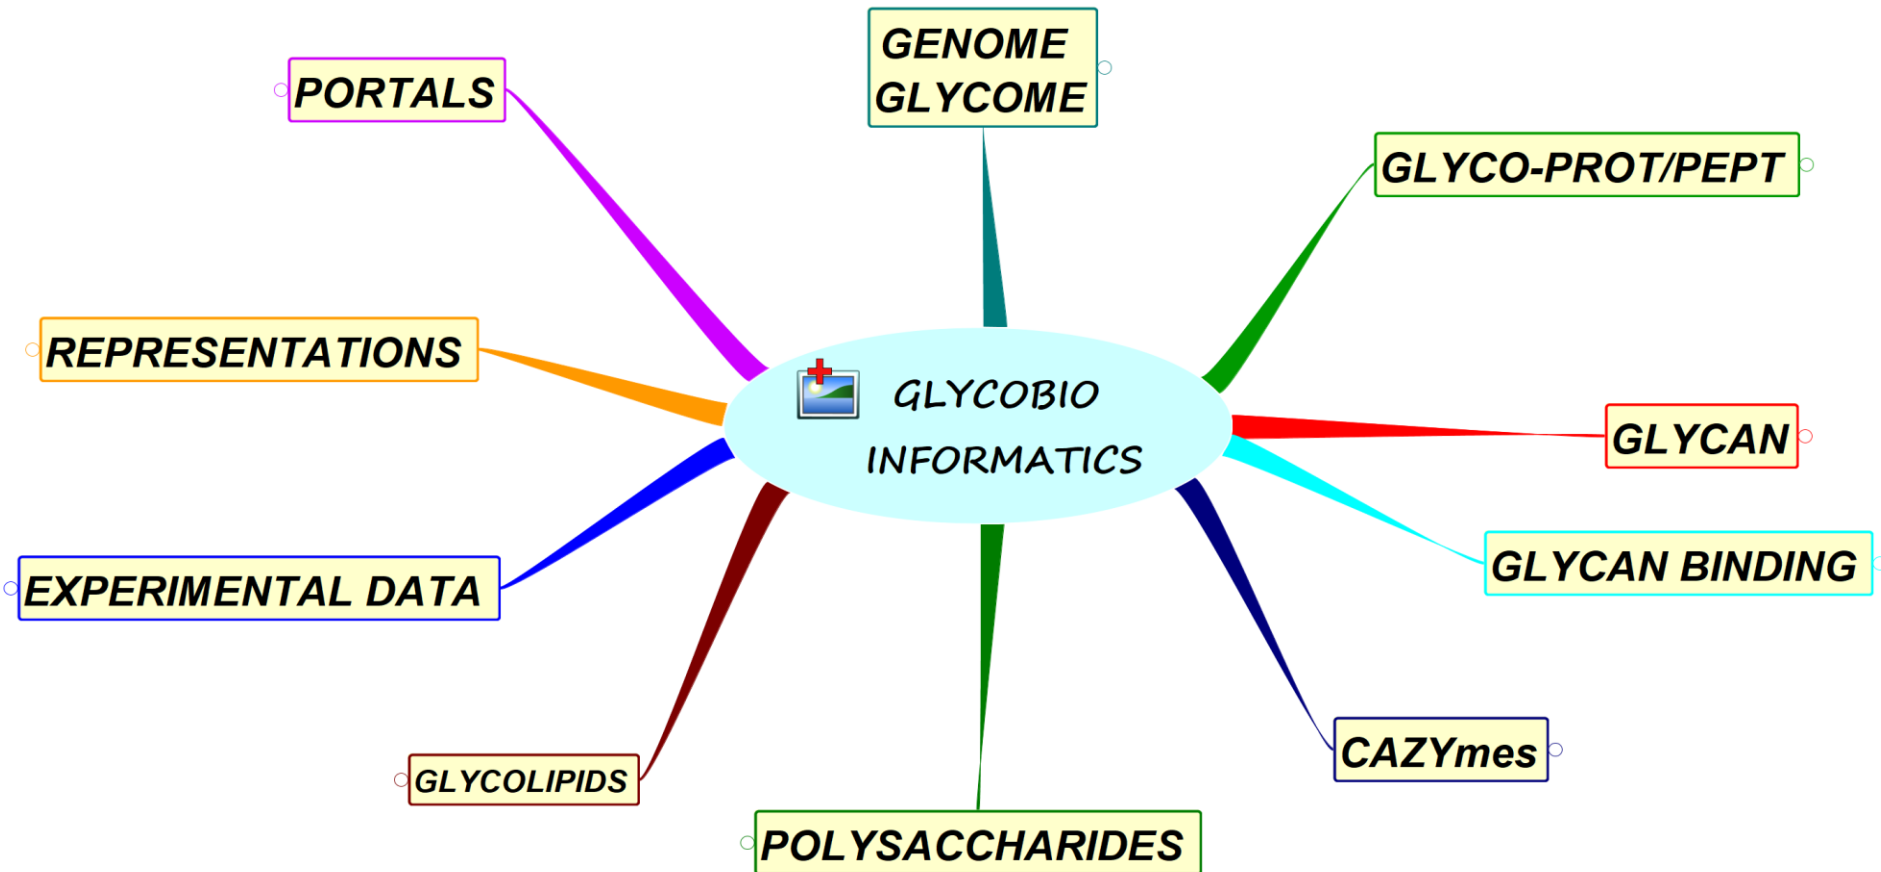 GENOME
GLYCOME
PORTALS
GLYCO-PROT/PEPT
REPRESENTATIONS
GLYCOBIO
INFORMATICS
GLYCAN
EXPERIMENTAL DATA
GLYCAN BINDING
GLYCOLIPIDS
CAZYmes
POLYSACCHARIDES